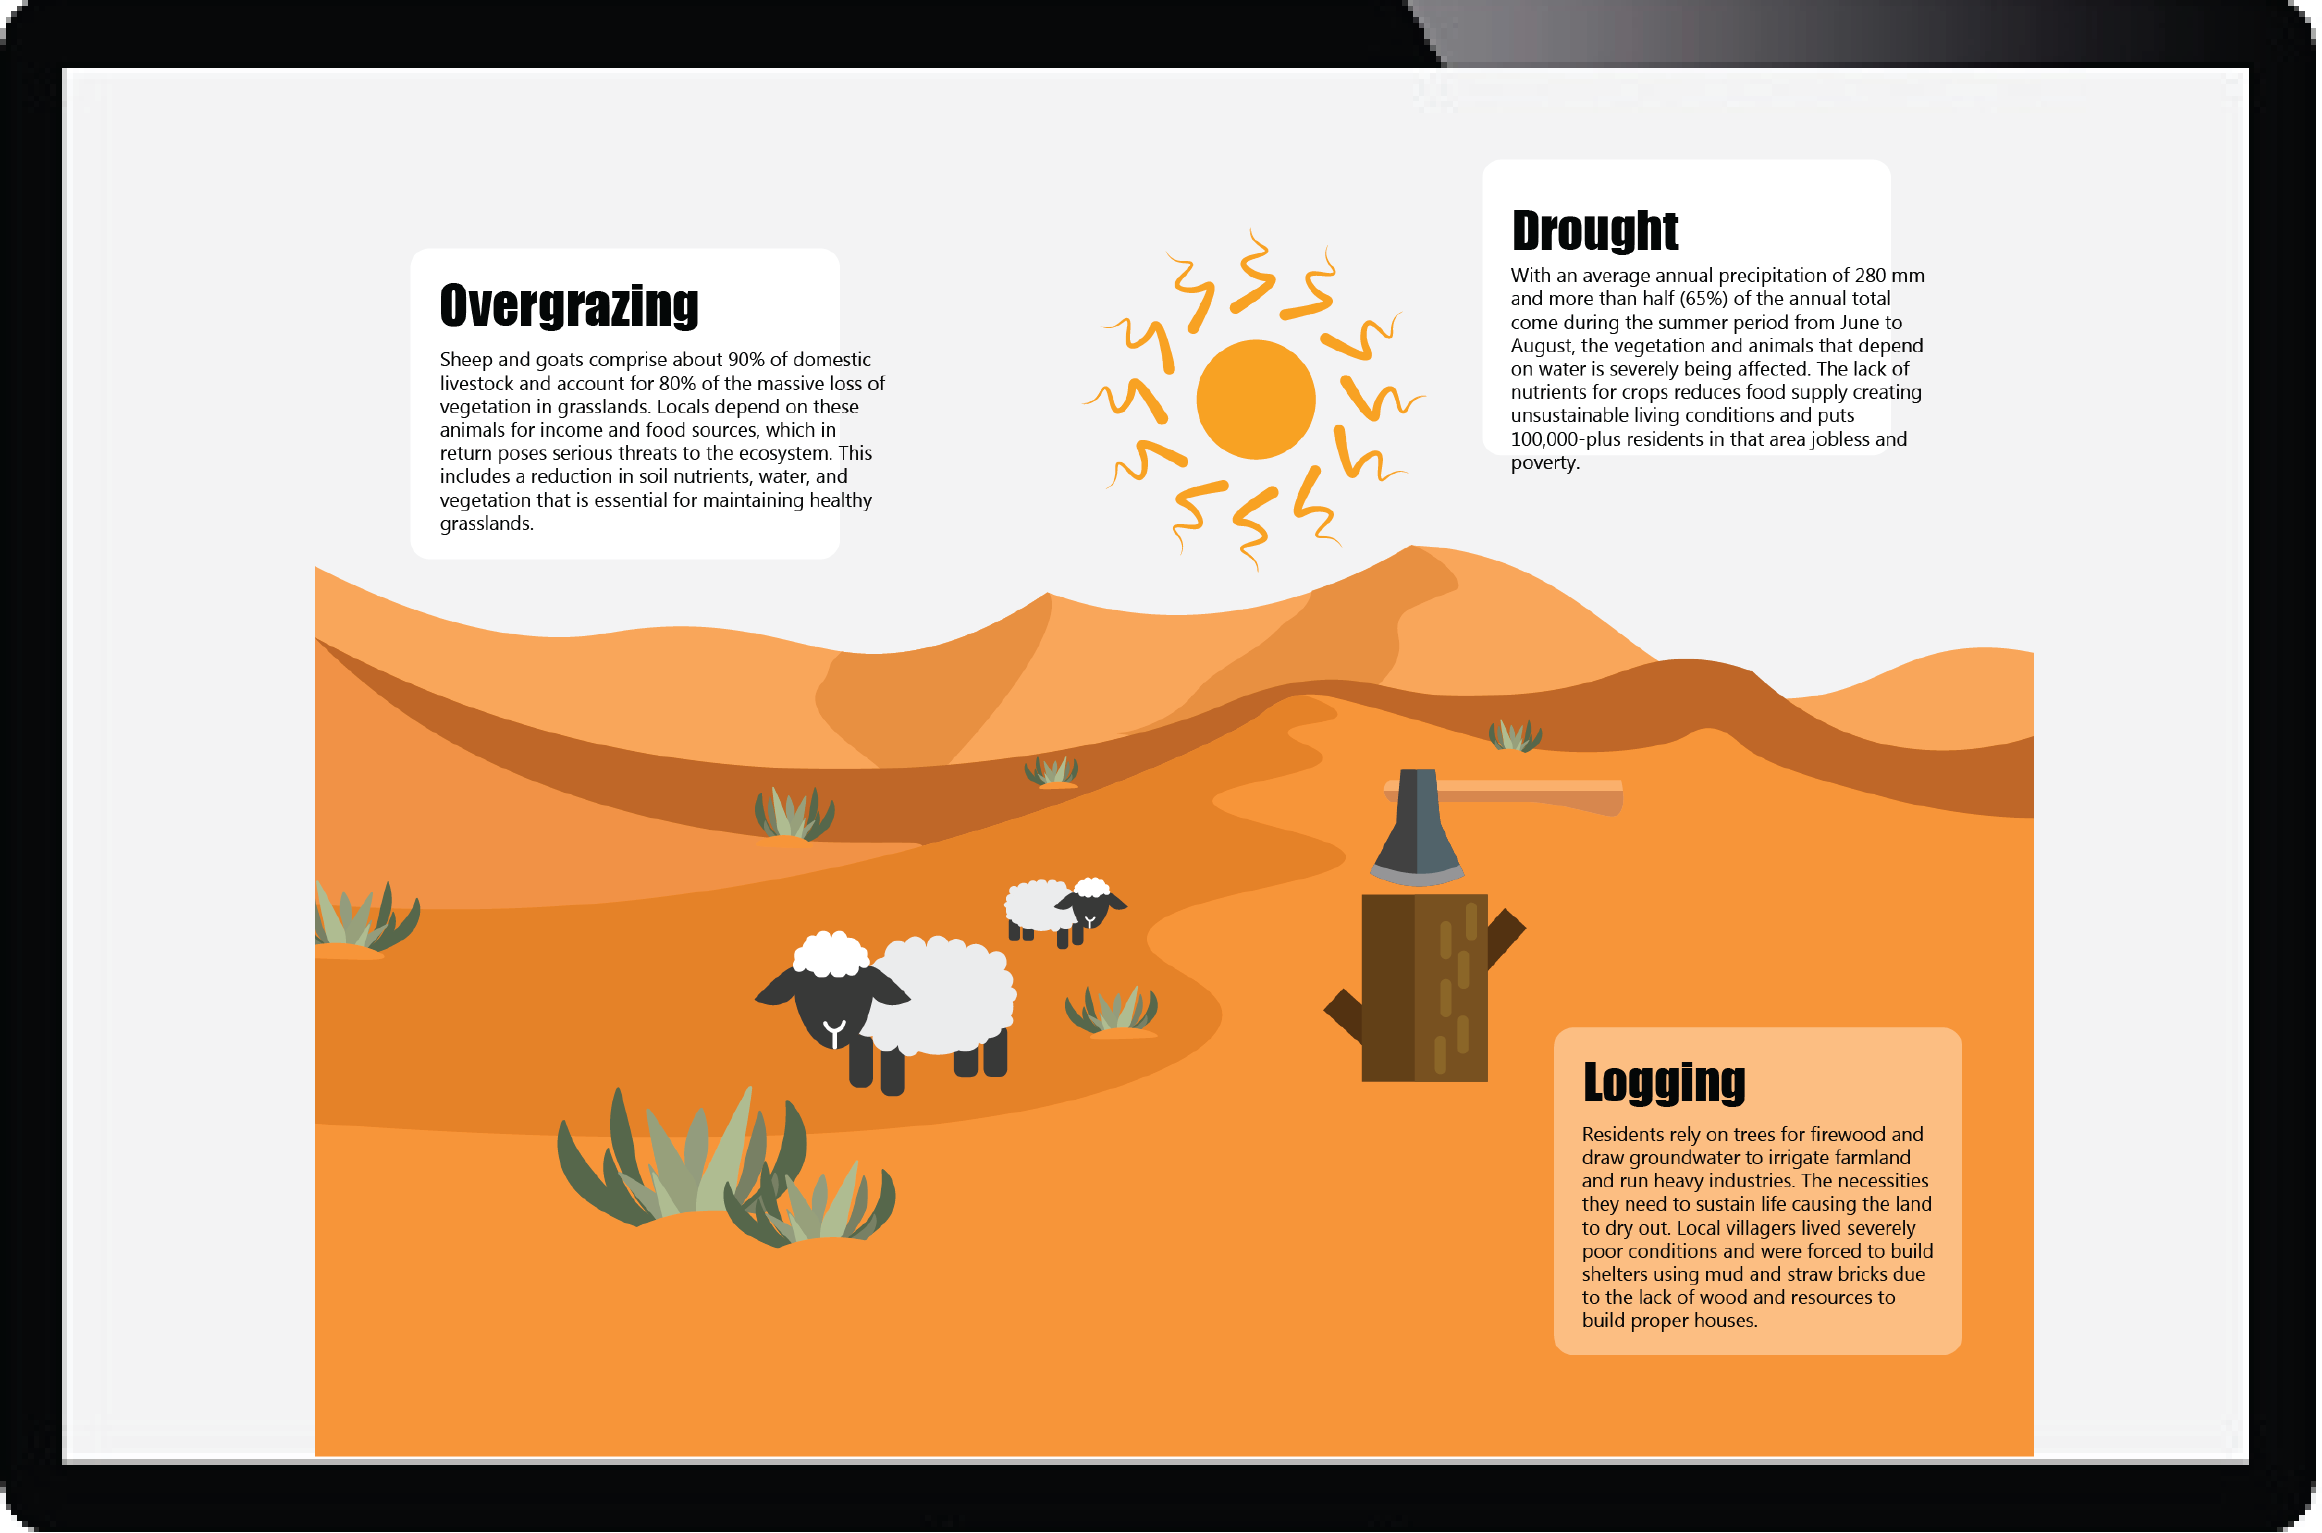 Overgrazing
Sheep and goats comprise about 90% of domestic
livestock and account for 80% of the massive loss of
vegetation in grasslands. Locals depend on these
animals for income and food sources, which in
return poses serious threats to the ecosystem. This
includes a reduction in soil nutrients, water, and
vegetation that is essential for maintaining healthy
grasslands.
Drought
With an average annual precipitation of 280 mm
and more than half (65%) of the annual total
come during the summer period from June to
August, the vegetation and animals that depend
on water is severely being affected. The lack of
nutrients for crops reduces food supply creating
unsustainable living conditions and puts
100,000-plus residents in that area jobless and
poverty.
Logging
Residents rely on trees for firewood and
draw groundwater to irrigate farmland
and run heavy industries. The necessities
they need to sustain life causing the land
to dry out. Local villagers lived severely
poor conditions and were forced to build
shelters using mud and straw bricks due
to the lack of wood and resources to
build proper houses.